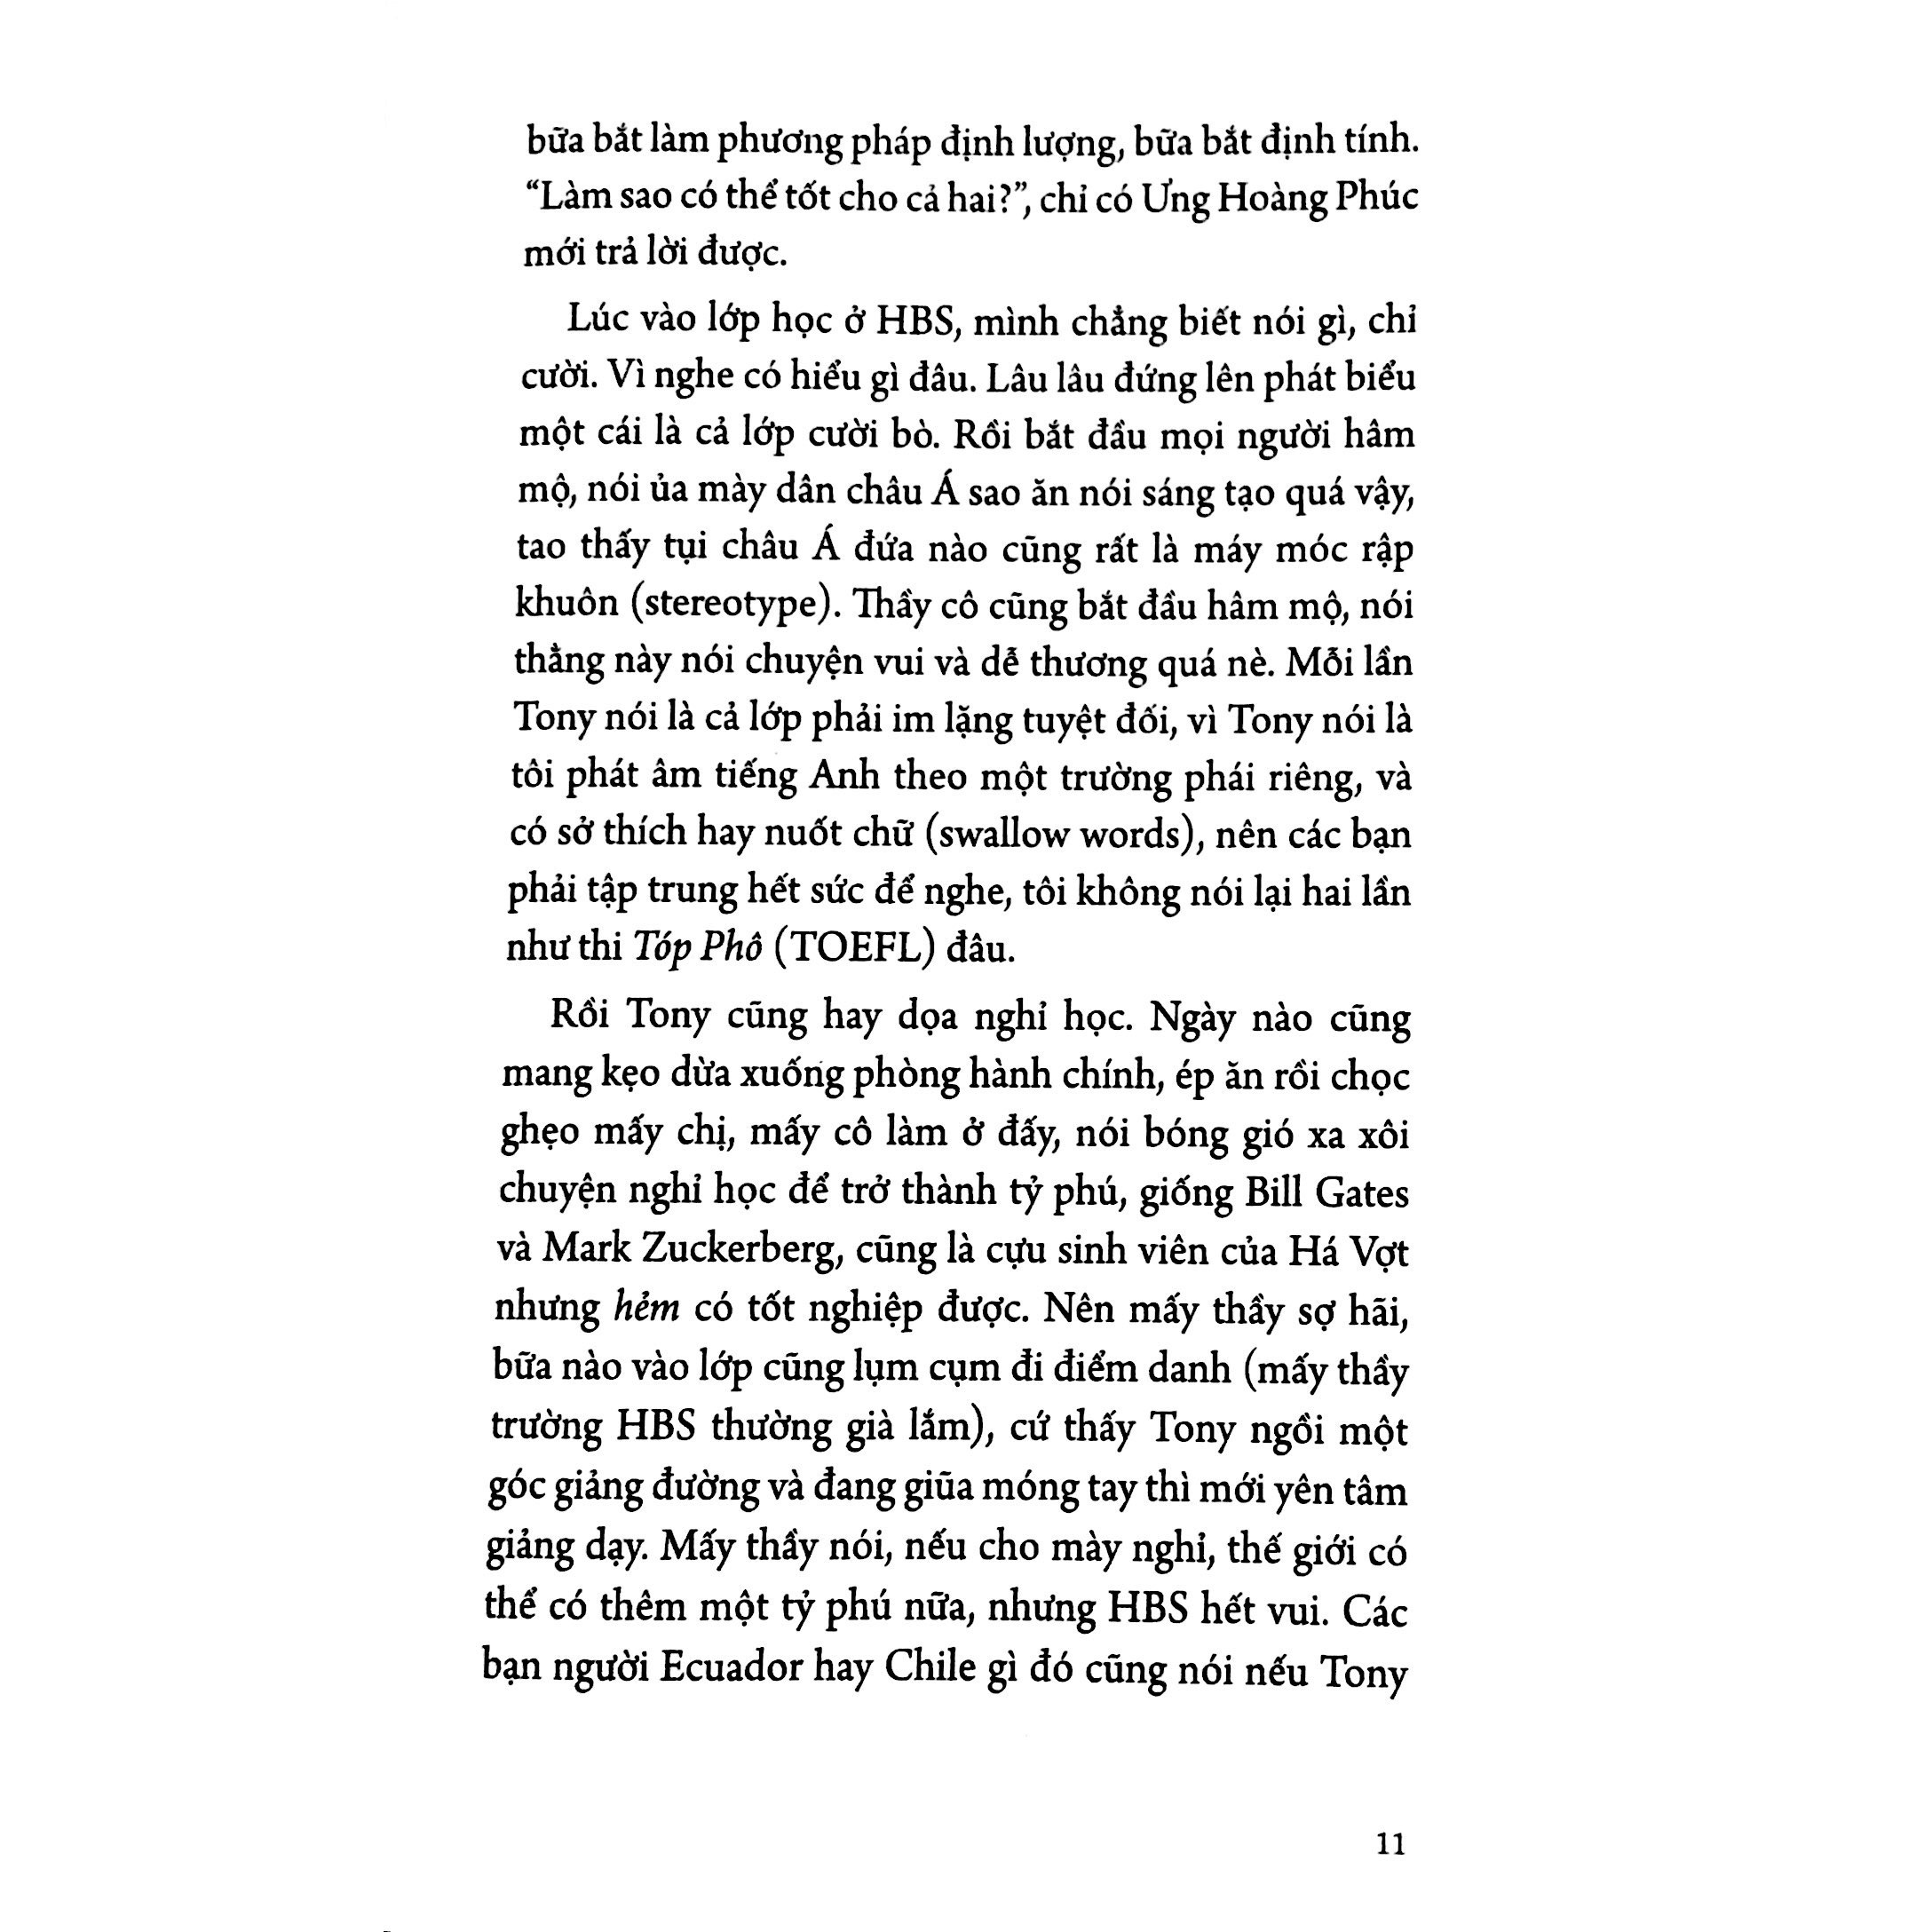 bữa bắt làm phương pháp định lượng, bữa bắt định tính.
“Làm sao có thể tốt cho cả hai?”, chỉ có Ưng Hoàng Phúc
mới trả lời được.
Lúc vào lớp học ở HBS, mình chẳng biết nói gì, chỉ
cười. Vì nghe có hiểu gì đâu. Lâu lâu đứng lên phát biểu
một cái là cả lớp cười bò. Rồi bắt đầu mọi người hâm
mộ, nói ủa mày dân châu Á sao ăn nói sáng tạo quá vậy,
tao thấy tụi châu Á đứa nào cũng rất là máy móc rập
khuôn (stereotype). Thầy cô cũng bắt đầu hâm mộ, nói
thằng này nói chuyện vui và dễ thương quá nè. Mỗi lần
Tony nói là cả lớp phải im lặng tuyệt đối, vì Tony nói là
tôi phát âm tiếng Anh theo một trường phái riêng, và
có sở thích hay nuốt chữ (swallow words), nên các bạn
phải tập trung hết sức để nghe, tôi không nói lại hai lần
như thi Tóp Phô (TOEFL) đâu.
Rồi Tony cũng hay dọa nghỉ học. Ngày nào cũng
mang kẹo dừa xuống phòng hành chính, ép ăn rồi chọc
ghẹo mấy chị, mấy cô làm ở đấy, nói bóng gió xa xôi
chuyện nghỉ học để trở thành tỷ phú, giống Bill Gates
và Mark Zuckerberg, cũng là cựu sinh viên của Há Vợt
nhưng hẻm có tốt nghiệp được. Nên mấy thầy sợ hãi,
bữa nào vào lớp cũng lụm cụm đi điểm danh (mấy thầy
trường HBS thường già lắm), cứ thấy Tony ngồi một
góc giảng đường và đang giũa móng tay thì mới yên tâm
giảng dạy. Mấy thầy nói, nếu cho mày nghỉ, thế giới có
thể có thêm một tỷ phú nữa, nhưng HBS hết vui. Các
bạn người Ecuador hay Chile gì đó cũng nói nếu Tony
11